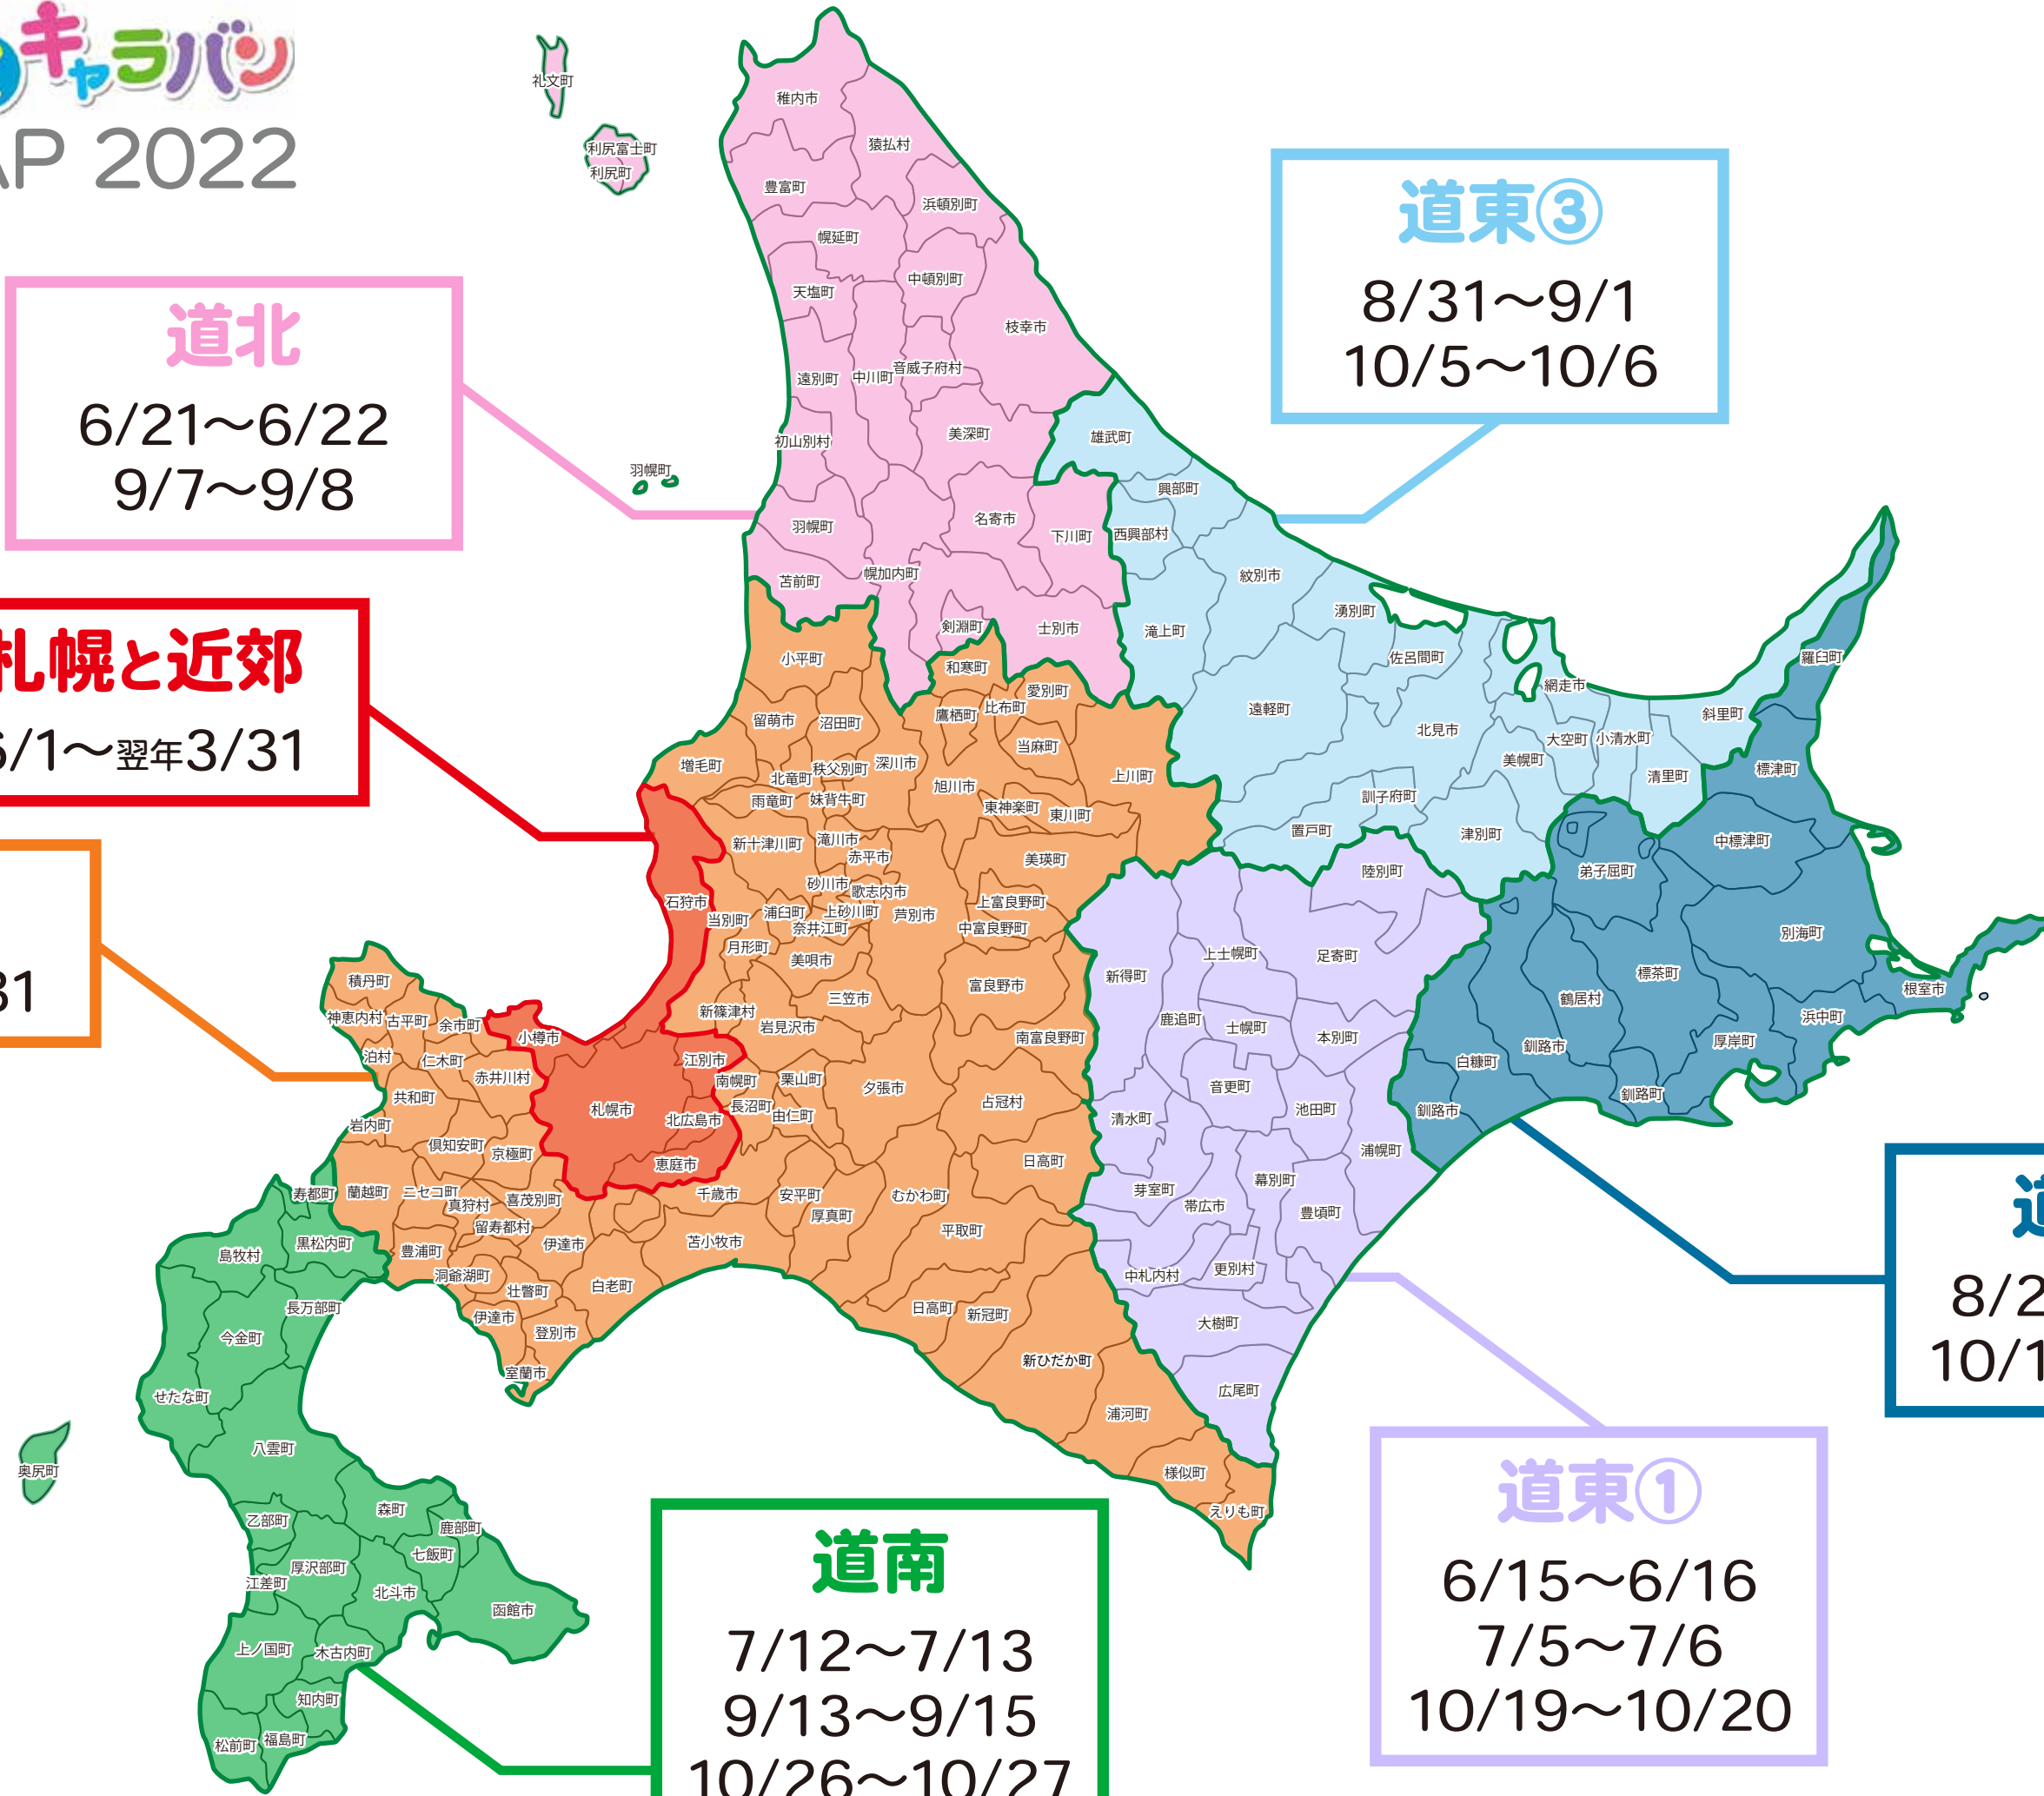 キャラバン
AP 2022
道北
6/21～6/22
9/7～9/8
札幌と近郊
6/1～翌年3/31
31
道東③
8/31～9/1
10/5～10/6
道
8/2
10/1
道東①
6/15～6/16
7/5～7/6
10/19～10/20
道南
7/12～7/13
9/13～9/15
10/26～10/27
礼文町
利尻富士町
利尻町
稚内市
猿払村
豊富町
浜頓別町
幌延町
中頓別町
天塩町
枝幸市
遠別町
中川町
音威子府村
初山別村
美深町
羽幌町
羽幌町
名寄市
下川町
苫前町
幌加内町
剣淵町
士別市
雄武町
興部町
西興部村
紋別市
滝上町
湧別町
佐呂間町
網走市
遠軽町
北見市
大空町
小清水町
斜里町
美幌町
清里町
訓子府町
置戸町
津別町
羅臼町
標津町
中標津町
弟子屈町
別海町
標茶町
鶴居村
根室市
浜中町
厚岸町
釧路市
白糠町
釧路町
釧路市
陸別町
上士幌町
足寄町
新得町
鹿追町
士幌町
本別町
音更町
池田町
清水町
浦幌町
芽室町
帯広市
幕別町
豊頃町
中札内村
更別村
大樹町
広尾町
小平町
和寒町
愛別町
比布町
鷹栖町
留萌市
沼田町
当麻町
増毛町
北竜町
秩父別町
深川市
旭川市
上川町
雨竜町
妹背牛町
東神楽町
東川町
新十津川町
滝川市
赤平市
美瑛町
砂川市
歌志内市
上富良野町
石狩市
当別町
浦臼町
上砂川町
芦別市
奈井江町
中富良野町
月形町
美唄市
富良野市
新篠津村
三笠市
岩見沢市
南富良野町
積丹町
神恵内村
古平町
余市町
小樽市
泊村
仁木町
赤井川村
江別市
南幌町
栗山町
夕張市
占冠村
共和町
札幌市
長沼町
由仁町
北広島市
岩内町
倶知安町
京極町
恵庭市
日高町
寿都町
蘭越町
ニセコ町
真狩村
喜茂別町
千歳市
安平町
むかわ町
厚真町
留寿都村
平取町
黒松内町
豊浦町
伊達市
苫小牧市
島牧村
洞爺湖町
壮瞥町
白老町
長万部町
伊達市
日高町
新冠町
今金町
登別市
新ひだか町
室蘭市
せたな町
浦河町
八雲町
様似町
奥尻町
えりも町
森町
乙部町
鹿部町
七飯町
厚沢部町
江差町
北斗市
函館市
上ノ国町
木古内町
知内町
松前町
福島町